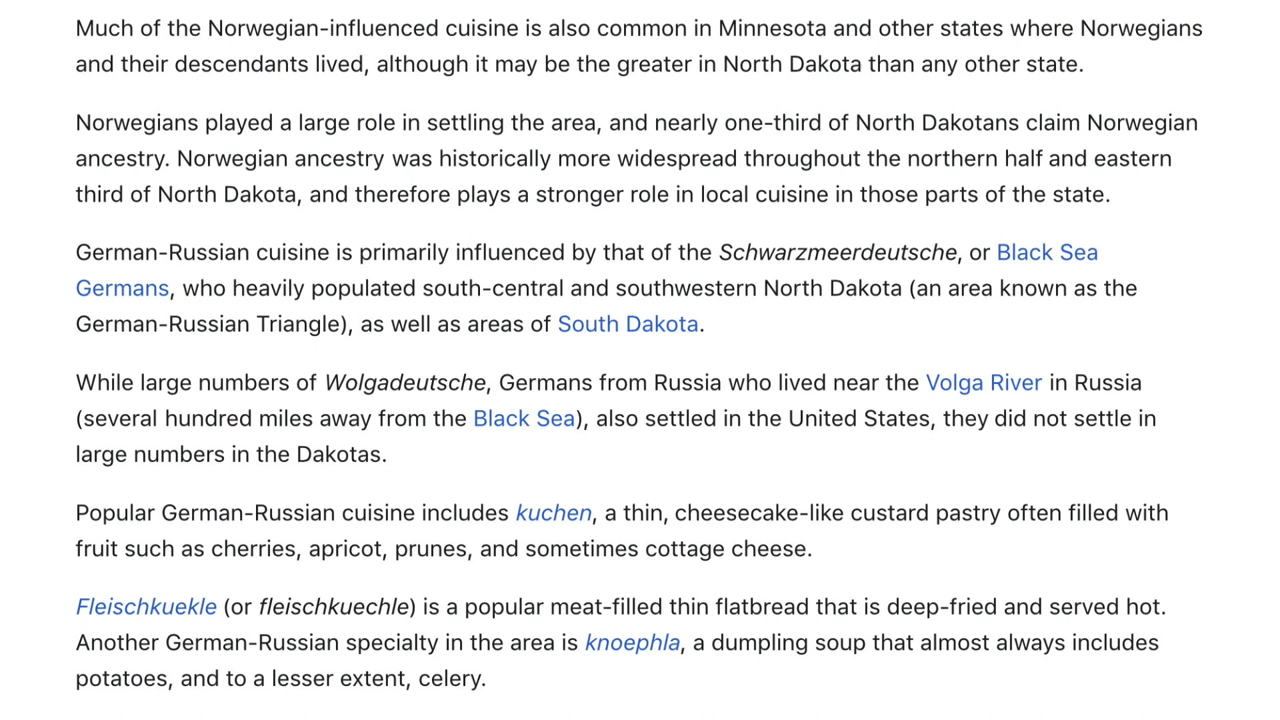 Much of the Norwegian-influenced cuisine is also common in Minnesota and other states where Norwegians
and their descendants lived, although it may be the greater in North Dakota than any other state.
Norwegians played a large role in settling the area, and nearly one-third of North Dakotans claim Norwegian
ancestry. Norwegian ancestry was historically more widespread throughout the northern half and eastern
third of North Dakota, and therefore plays a stronger role in local cuisine in those parts of the state.
German-Russian cuisine is primarily influenced by that of the Schwarzmeerdeutsche, or Black Sea
Germans, who heavily populated south-central and southwestern North Dakota (an area known as the
German-Russian Triangle), as well as areas of South Dakota.
While large numbers of Wolgadeutsche, Germans from Russia who lived near the Volga River in Russia
(several hundred miles away from the Black Sea), also settled in the United States, they did not settle in
large numbers in the Dakotas.
Popular German-Russian cuisine includes kuchen, a thin, cheesecake-like custard pastry often filled with
fruit such as cherries, apricot, prunes, and sometimes cottage cheese.
Fleischkuekle (or fleischkuechle) is a popular meat-filled thin flatbread that is deep-fried and served hot.
Another German-Russian specialty in the area is knoephla, a dumpling soup that almost always includes
potatoes, and to a lesser extent, celery.